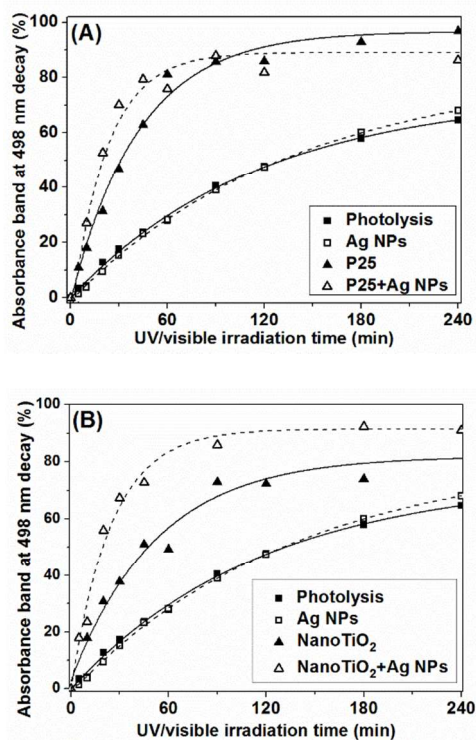 (A)
Absorbance band at 498 nm decay (%)
100
80
60
40
20
0
Photolysis
Ag NPs
P25
P25+Ag NPs
0 60 120 180 240
UV/visible irradiation time (min)
(B)
Absorbance band at 498 nm decay (%)
100
80
60
40
20
0
Photolysis
Ag NPs
NanoTiO₂
NanoTiO₂+Ag NPs
0 60 120 180 240
UV/visible irradiation time (min)